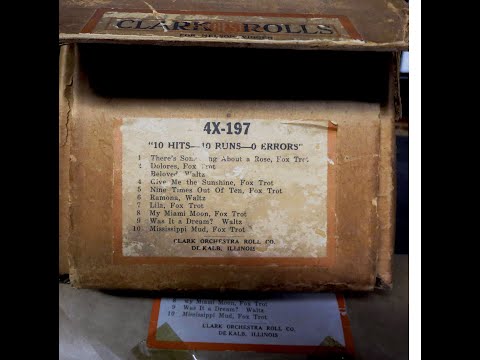 CLARK ROLLS
4X-197
"10 HITS—10 RUNS—0 ERRORS"
1 There's Something About a Rose, Fox Trot
2 Dolores, Fox Trot
Beloved, Waltz
4 Give Me the Sunshine, Fox Trot
5 Nine Times Out Of Ten, Fox Trot
6 Ramona, Waltz
7 Lila, Fox Trot
8 My Miami Moon, Fox Trot
9 Was It a Dream? Waltz
10 Mississippi Mud, Fox Trot
CLARK ORCHESTRA ROLL CO.
DE KALB, ILLINOIS
8 My Miami Moon, Fox Trot
9 Was It a Dream? Waltz
10 Mississippi Mud, Fox Trot
CLARK ORCHESTRA ROLL CO.
DE KALB, ILLINOIS